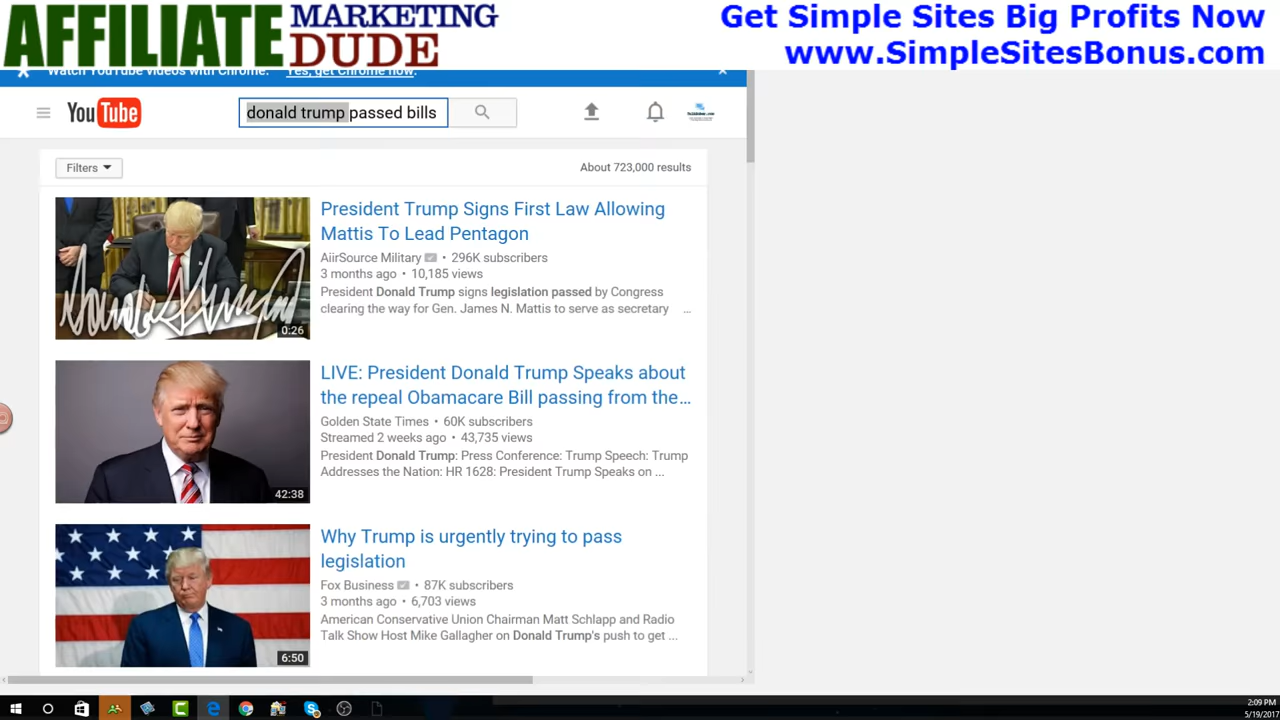 AFFILIATE MARKETING DUDE
Get Simple Sites Big Profits Now
www.SimpleSitesBonus.com
Watch YouTube videos with Chrome. Yes, get Chrome now.
YouTube
donald trump passed bills
Filters
About 723,000 results
President Trump Signs First Law Allowing
Mattis To Lead Pentagon
AiirSource Military • 296K subscribers
3 months ago • 10,185 views
President Donald Trump signs legislation passed by Congress
clearing the way for Gen. James N. Mattis to serve as secretary ...
0:26
LIVE: President Donald Trump Speaks about
the repeal Obamacare Bill passing from the...
Golden State Times • 60K subscribers
Streamed 2 weeks ago • 43,735 views
President Donald Trump: Press Conference: Trump Speech: Trump
Addresses the Nation: HR 1628: President Trump Speaks on ...
42:38
Why Trump is urgently trying to pass
legislation
Fox Business • 87K subscribers
3 months ago • 6,703 views
American Conservative Union Chairman Matt Schlapp and Radio
Talk Show Host Mike Gallagher on Donald Trump's push to get ...
6:50
2:09 PM
5/19/2017